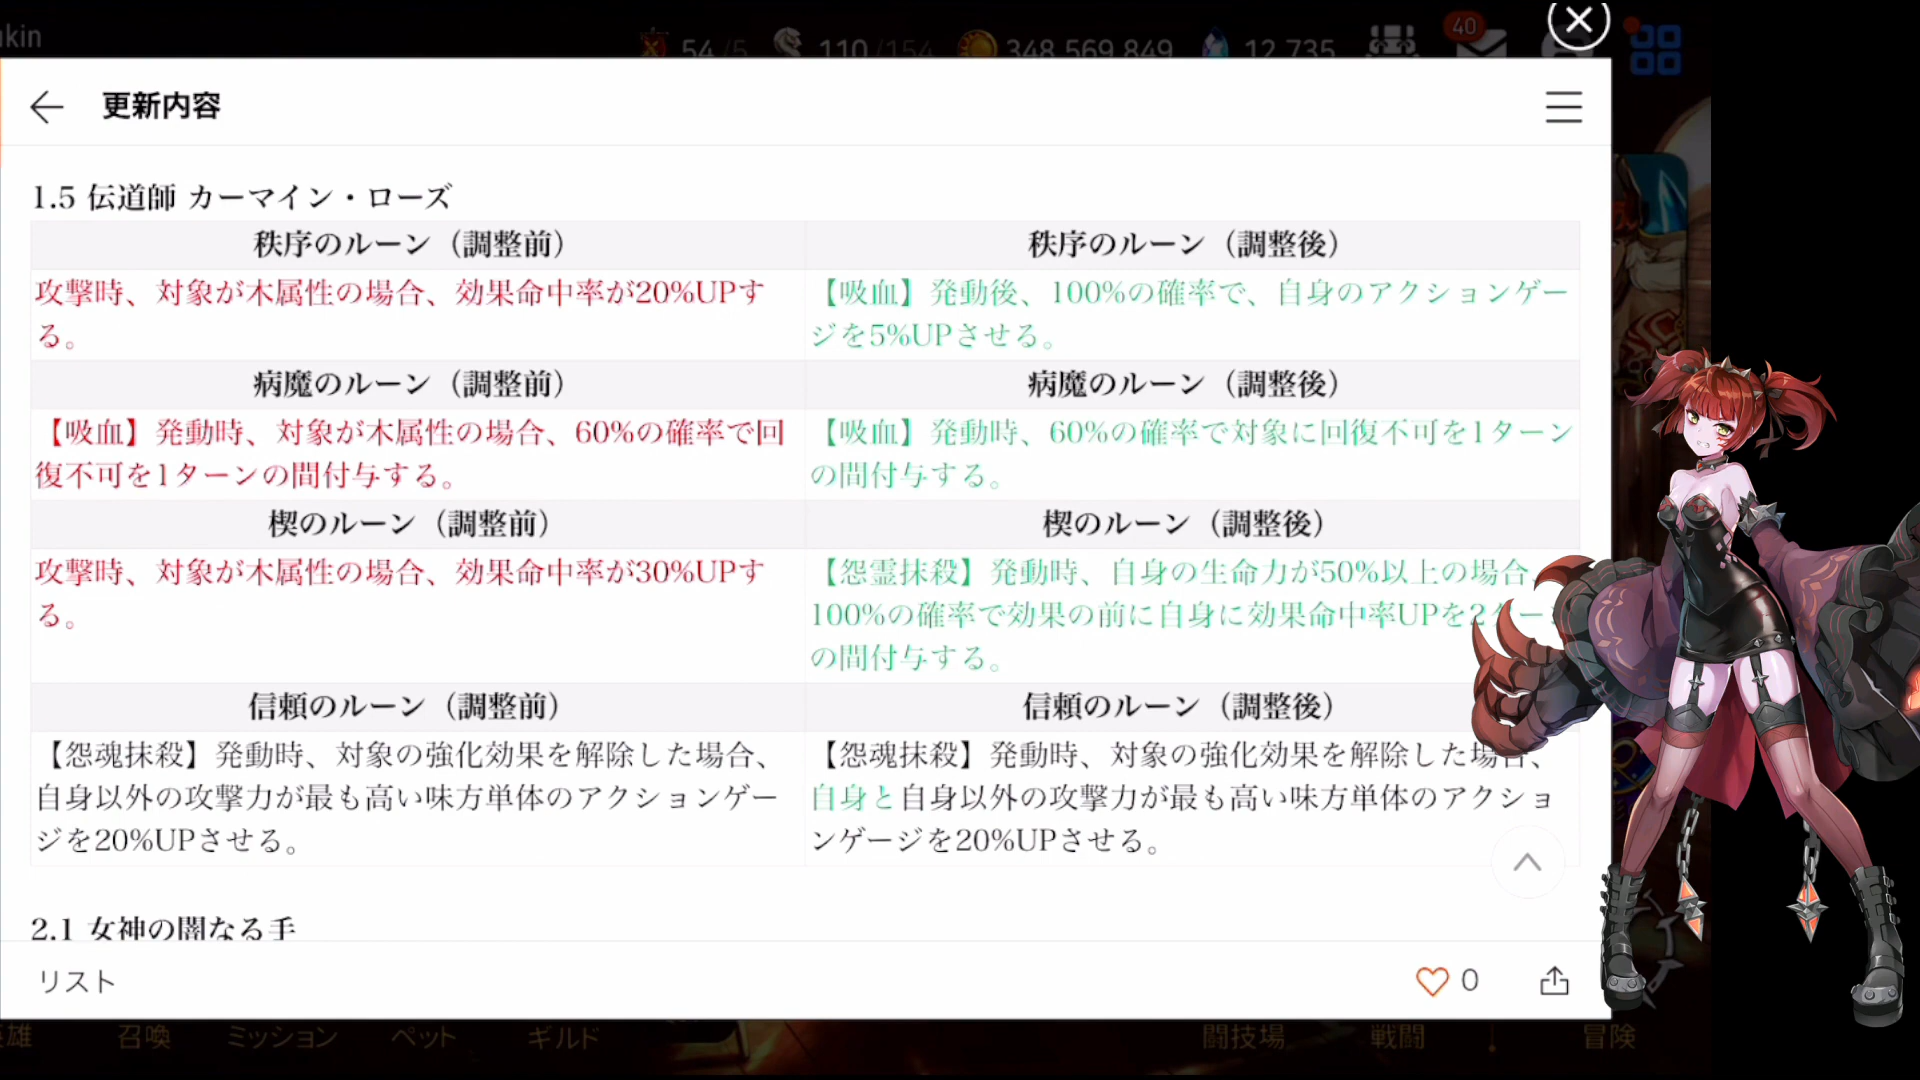 kin
54/5
110/154
348,569,849
12,735
40
更新内容
1.5 伝道師 カーマイン・ローズ
秩序のルーン（調整前）
秩序のルーン（調整後）
攻撃時、対象が木属性の場合、効果命中率が20%UPす
る。
【吸血】発動後、100%の確率で、自身のアクションゲー
ジを5%UPさせる。
病魔のルーン（調整前）
病魔のルーン（調整後）
【吸血】発動時、対象が木属性の場合、60%の確率で回
復不可を1ターンの間付与する。
【吸血】発動時、60%の確率で対象に回復不可を1ターン
の間付与する。
楔のルーン（調整前）
楔のルーン（調整後）
攻撃時、対象が木属性の場合、効果命中率が30%UPす
る。
【怨霊抹殺】発動時、自身の生命力が50%以上の場合、
100%の確率で効果の前に自身に効果命中率UPを2ターン
の間付与する。
信頼のルーン（調整前）
信頼のルーン（調整後）
【怨魂抹殺】発動時、対象の強化効果を解除した場合、
自身以外の攻撃力が最も高い味方単体のアクションゲー
ジを20%UPさせる。
【怨魂抹殺】発動時、対象の強化効果を解除した場合、
自身と自身以外の攻撃力が最も高い味方単体のアクショ
ンゲージを20%UPさせる。
2.1 女神の闇なる手
リスト
0
英雄
召喚
ミッション
ペット
ギルド
闘技場
戦闘
冒険